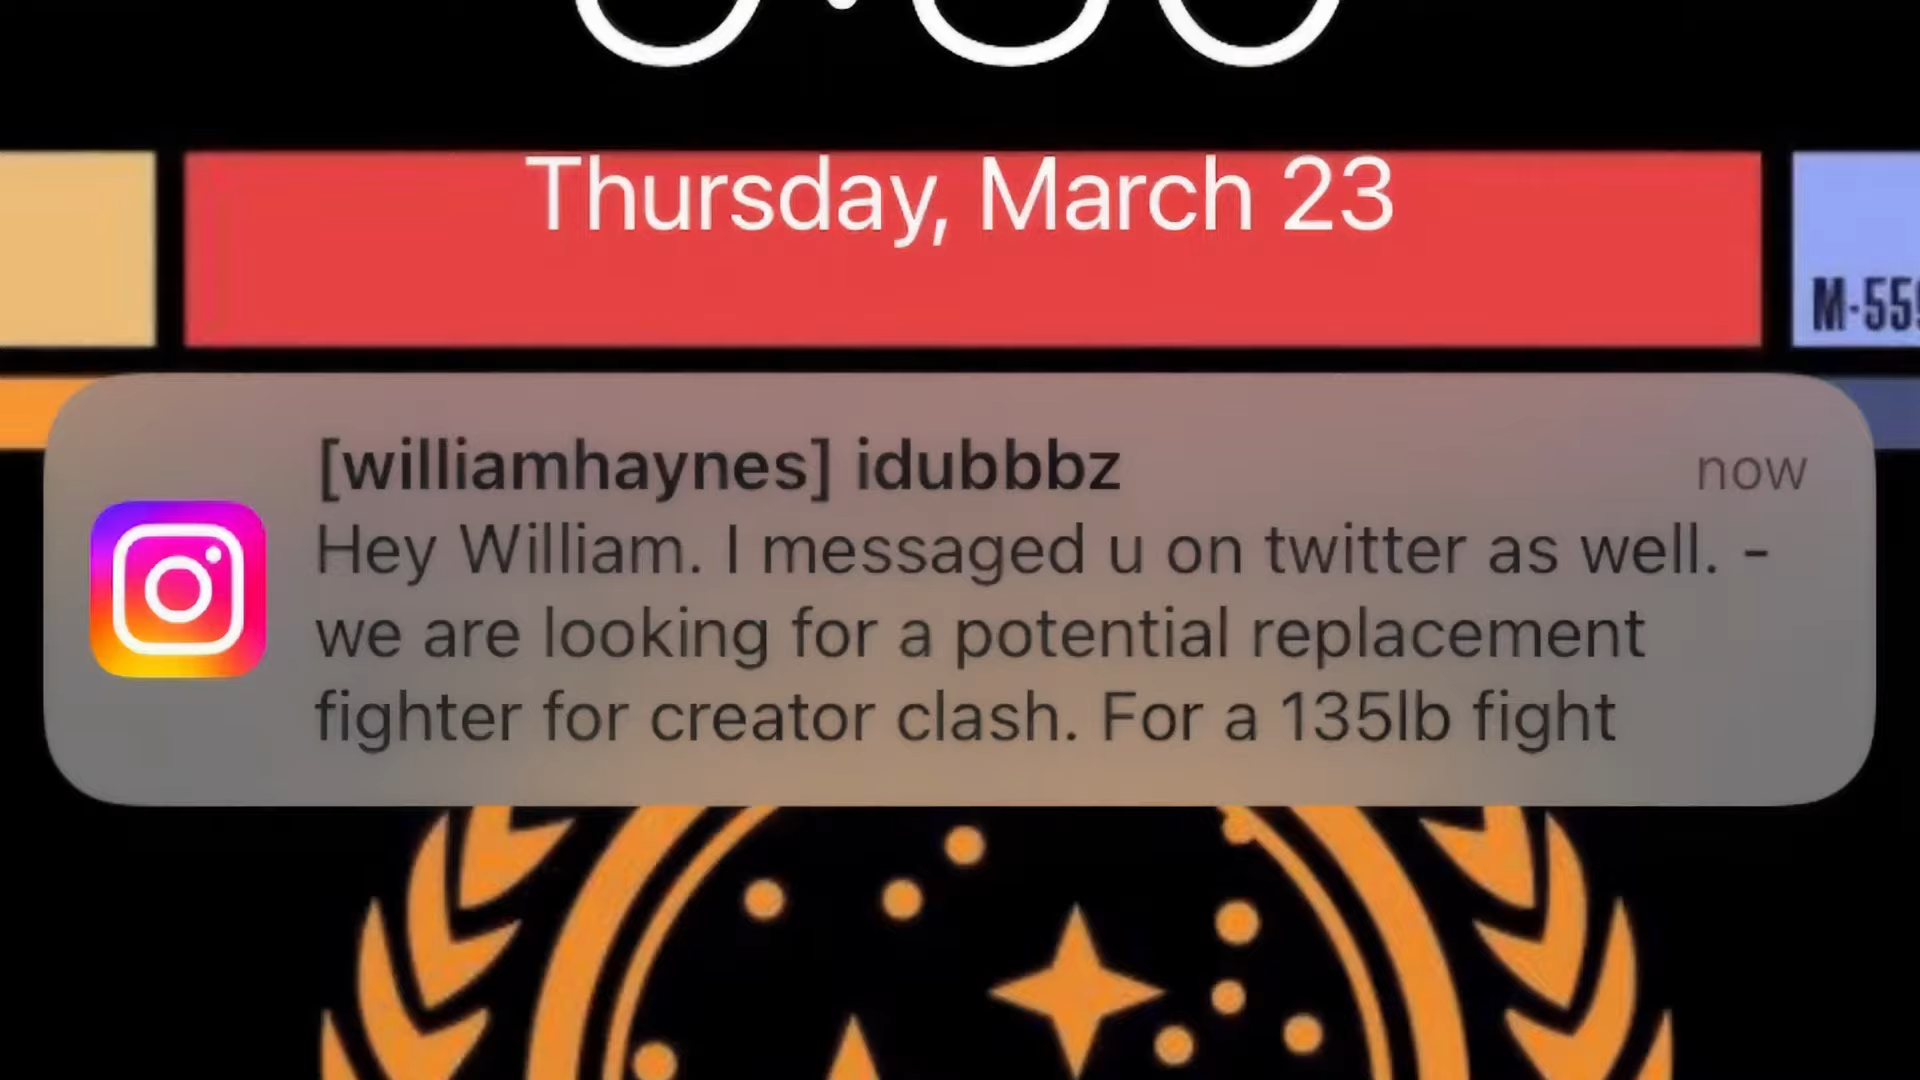 Thursday, March 23
[williamhaynes] idubbbz
now
Hey William. I messaged u on twitter as well. -
we are looking for a potential replacement
fighter for creator clash. For a 135lb fight